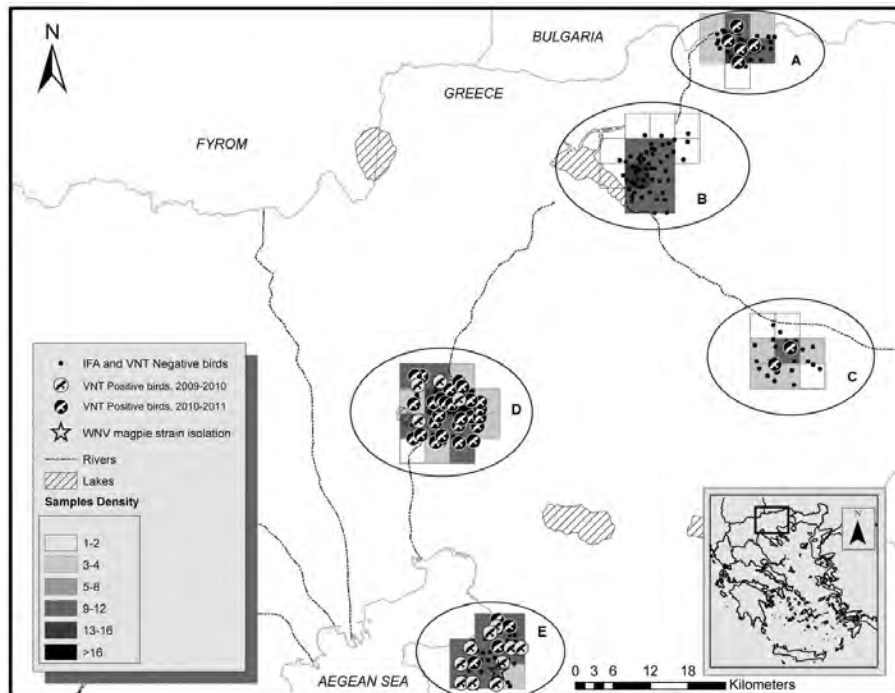 N
BULGARIA
A
GREECE
FYROM
B
C
D
E
AEGEAN SEA
IFA and VNT Negative birds
VNT Positive birds, 2009-2010
VNT Positive birds, 2010-2011
WNV magpie strain isolation
Rivers
Lakes
Samples Density
1-2
3-4
5-8
9-12
13-16
>16
N
0 3 6 12 18
Kilometers